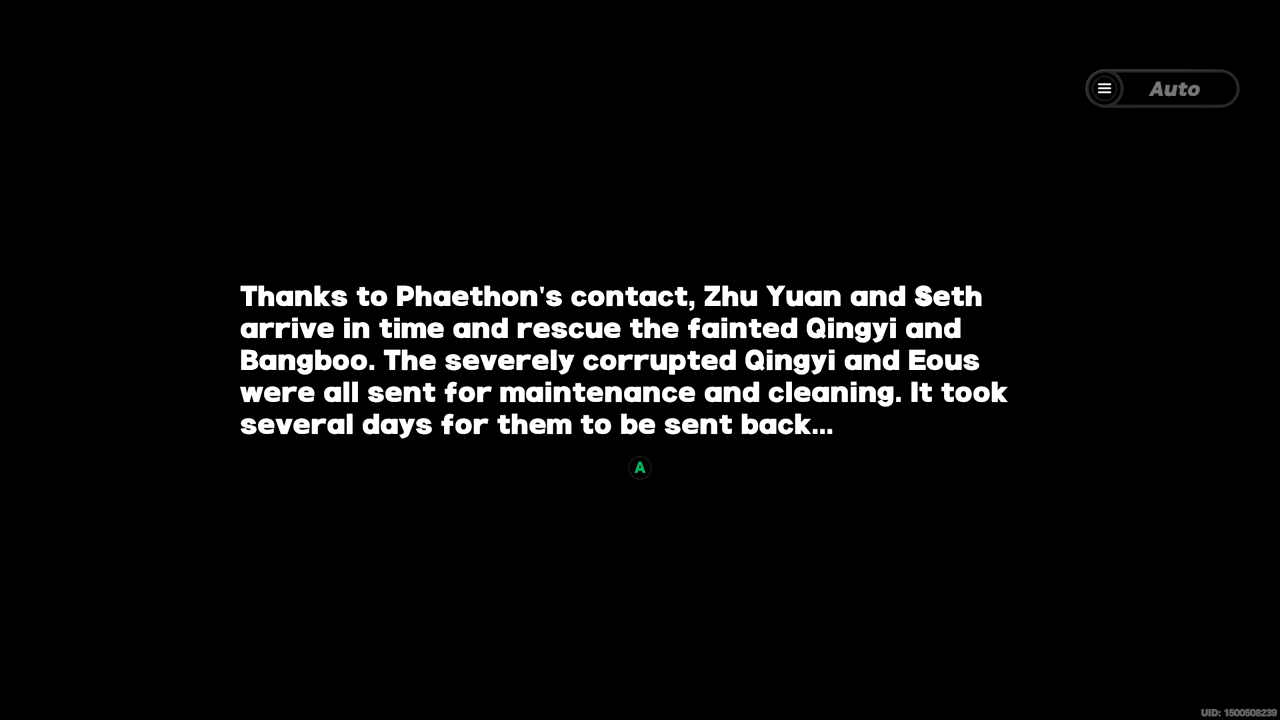 Auto
Thanks to Phaethon's contact, Zhu Yuan and Seth
arrive in time and rescue the fainted Qingyi and
Bangboo. The severely corrupted Qingyi and Eous
were all sent for maintenance and cleaning. It took
several days for them to be sent back...
A
UID: 1500508239